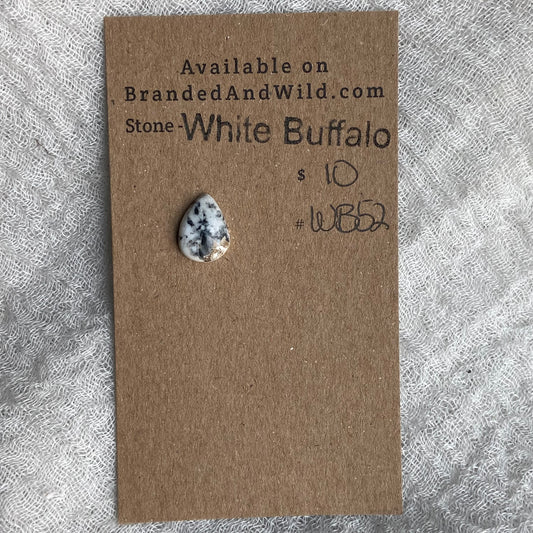 Available on
BrandedAndWild.com
Stone-White Buffalo
$ 10
# WB52